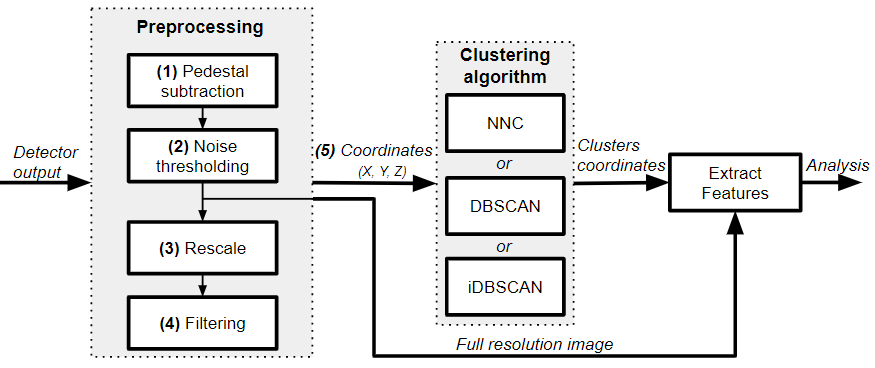 Preprocessing
(1) Pedestal
subtraction
(2) Noise
thresholding
(3) Rescale
(4) Filtering
Detector
output
(5) Coordinates
(X, Y, Z)
Clustering
algorithm
NNC
or
DBSCAN
or
iDBSCAN
Clusters
coordinates
Extract
Features
Analysis
Full resolution image